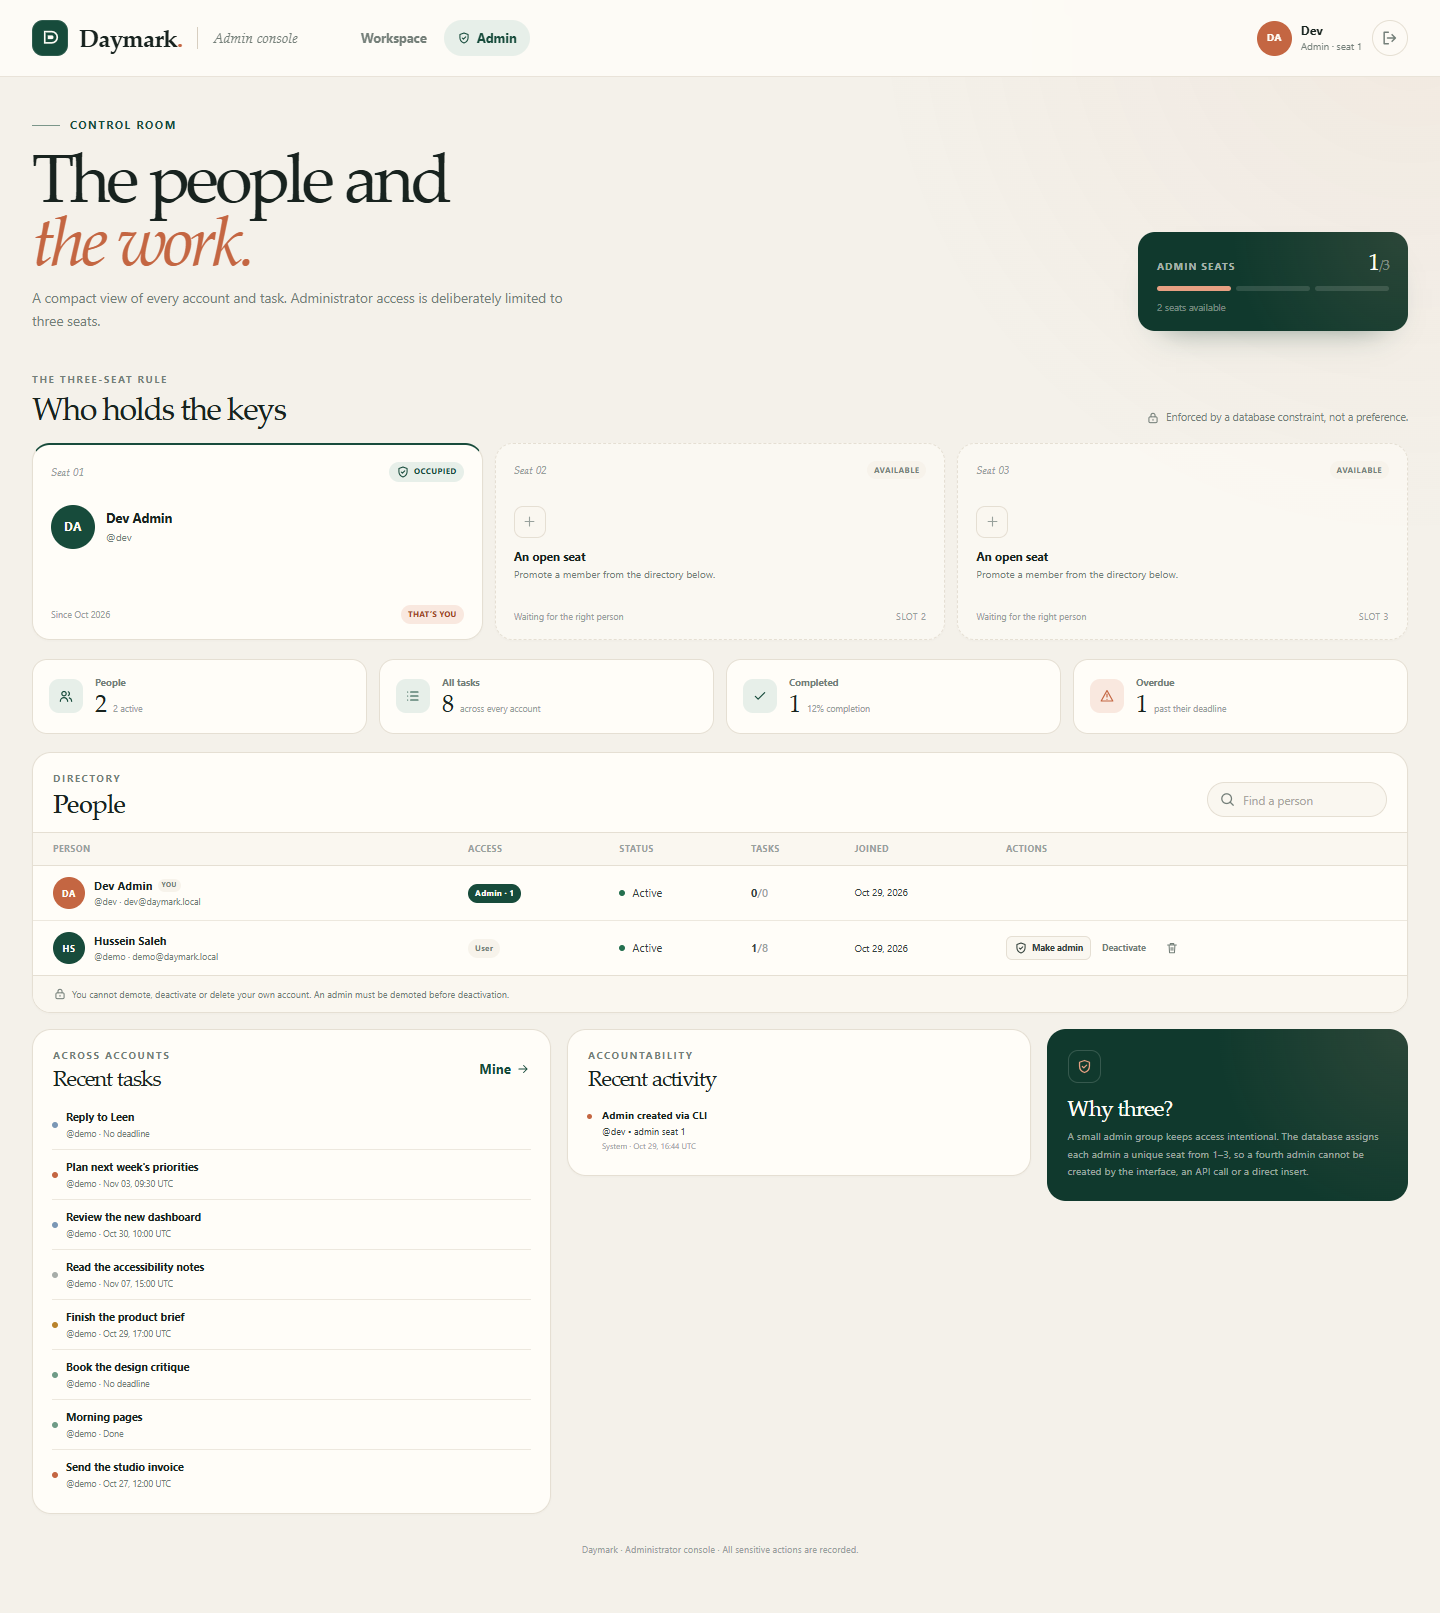 Daymark.
Admin console
Workspace
Admin
DA
Dev
Admin · seat 1
CONTROL ROOM
The people and
the work.
A compact view of every account and task. Administrator access is deliberately limited to
three seats.
ADMIN SEATS
1/3
2 seats available
THE THREE-SEAT RULE
Who holds the keys
Enforced by a database constraint, not a preference.
Seat 01
OCCUPIED
DA
Dev Admin
@dev
Since Oct 2026
THAT'S YOU
Seat 02
AVAILABLE
An open seat
Promote a member from the directory below.
Waiting for the right person
SLOT 2
Seat 03
AVAILABLE
An open seat
Promote a member from the directory below.
Waiting for the right person
SLOT 3
People
2 2 active
All tasks
8 across every account
Completed
1 12% completion
Overdue
1 past their deadline
DIRECTORY
People
Find a person
PERSON ACCESS STATUS TASKS JOINED ACTIONS
DA
Dev Admin YOU
@dev · dev@daymark.local
Admin · 1
Active
0/0
Oct 29, 2026
HS
Hussein Saleh
@demo · demo@daymark.local
User
Active
1/8
Oct 29, 2026
Make admin
Deactivate
You cannot demote, deactivate or delete your own account. An admin must be demoted before deactivation.
ACROSS ACCOUNTS
Recent tasks
Mine →
Reply to Leen
@demo · No deadline
Plan next week's priorities
@demo · Nov 03, 09:30 UTC
Review the new dashboard
@demo · Oct 30, 10:00 UTC
Read the accessibility notes
@demo · Nov 07, 15:00 UTC
Finish the product brief
@demo · Oct 29, 17:00 UTC
Book the design critique
@demo · No deadline
Morning pages
@demo · Done
Send the studio invoice
@demo · Oct 27, 12:00 UTC
ACCOUNTABILITY
Recent activity
Admin created via CLI
@dev • admin seat 1
System · Oct 29, 16:44 UTC
Why three?
A small admin group keeps access intentional. The database assigns
each admin a unique seat from 1–3, so a fourth admin cannot be
created by the interface, an API call or a direct insert.
Daymark · Administrator console · All sensitive actions are recorded.